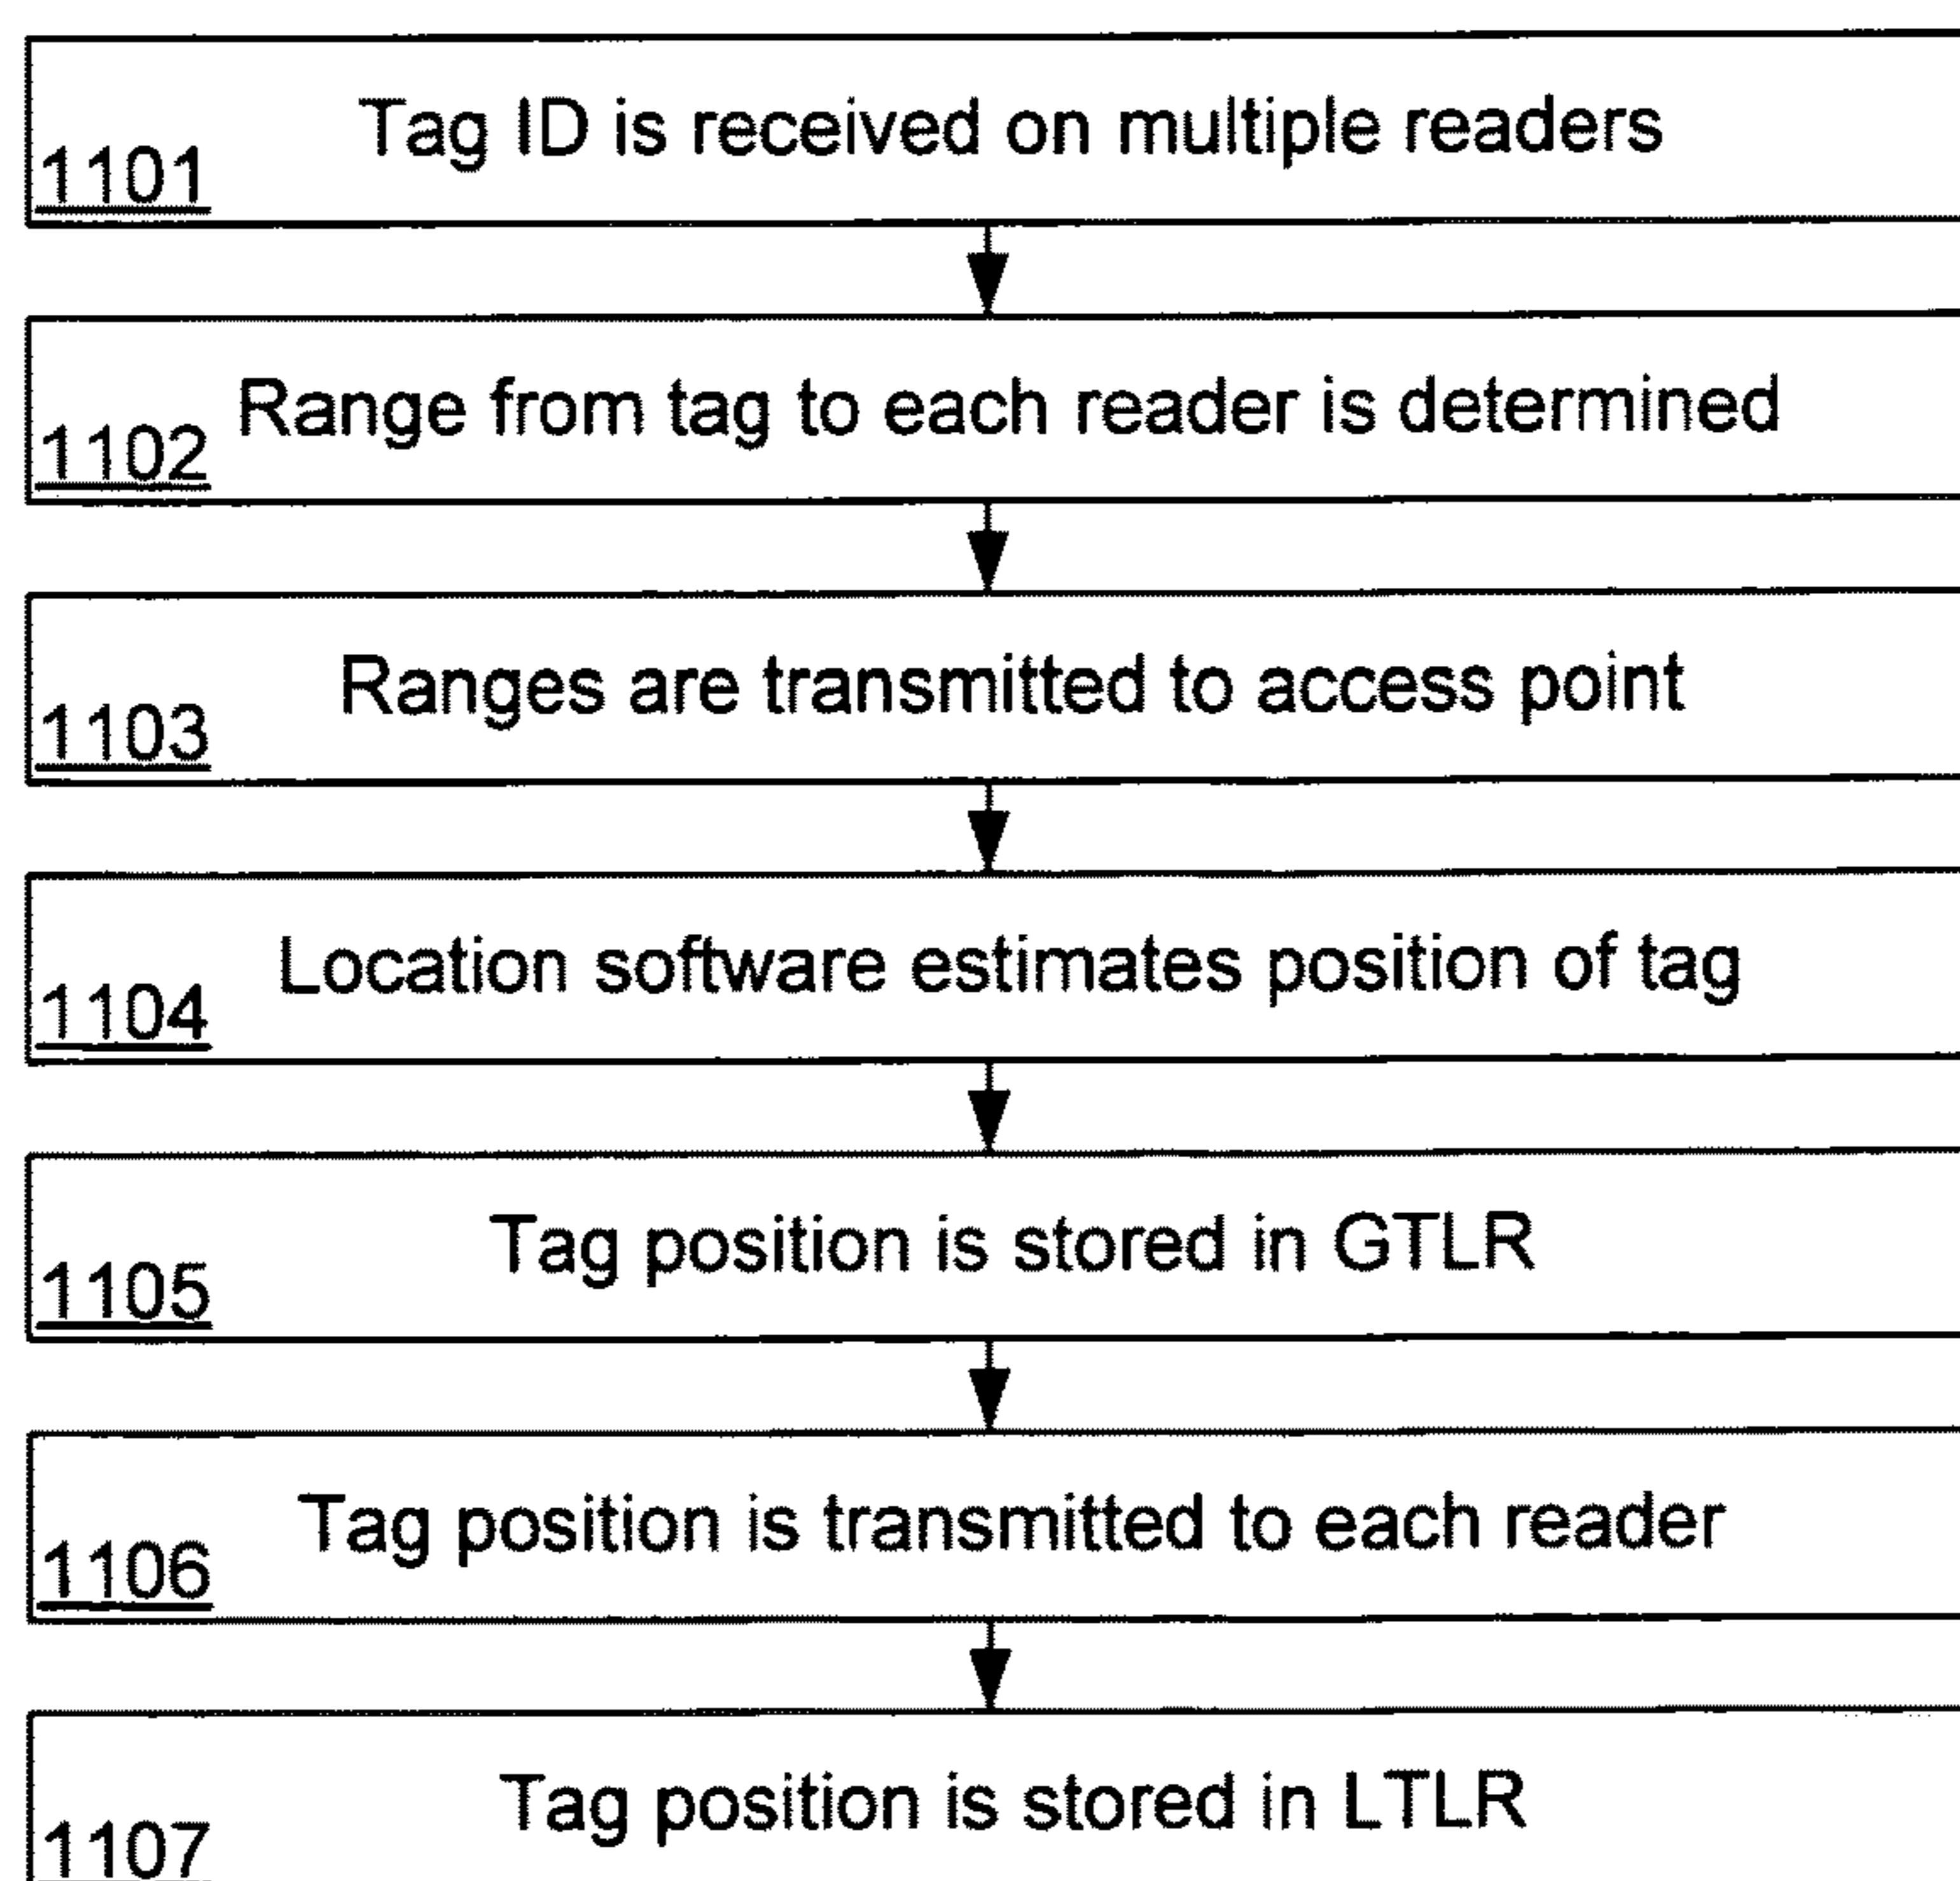 Tag ID is received on multiple readers
1101
Range from tag to each reader is determined
1102
Ranges are transmitted to access point
1103
Location software estimates position of tag
1104
Tag position is stored in GTLR
1105
Tag position is transmitted to each reader
1106
Tag position is stored in LTLR
1107